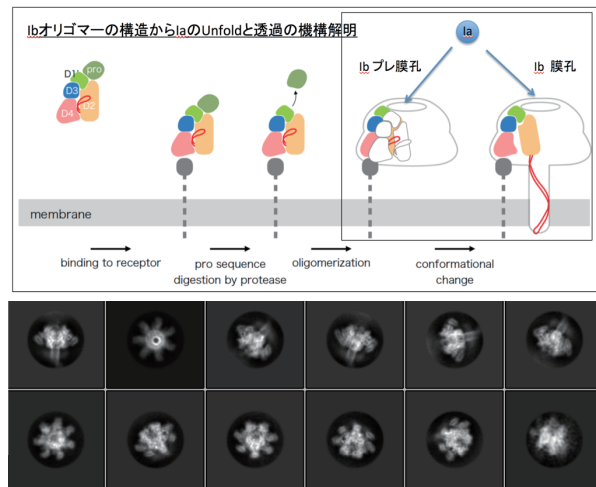 Ibオリゴマーの構造からIaのUnfoldと透過の機構解明
Ia
Ib プレ膜孔
Ib 膜孔
D1'
pro
D3
D4
D2
membrane
binding to receptor
pro sequence
digestion by protease
oligomerization
conformational
change